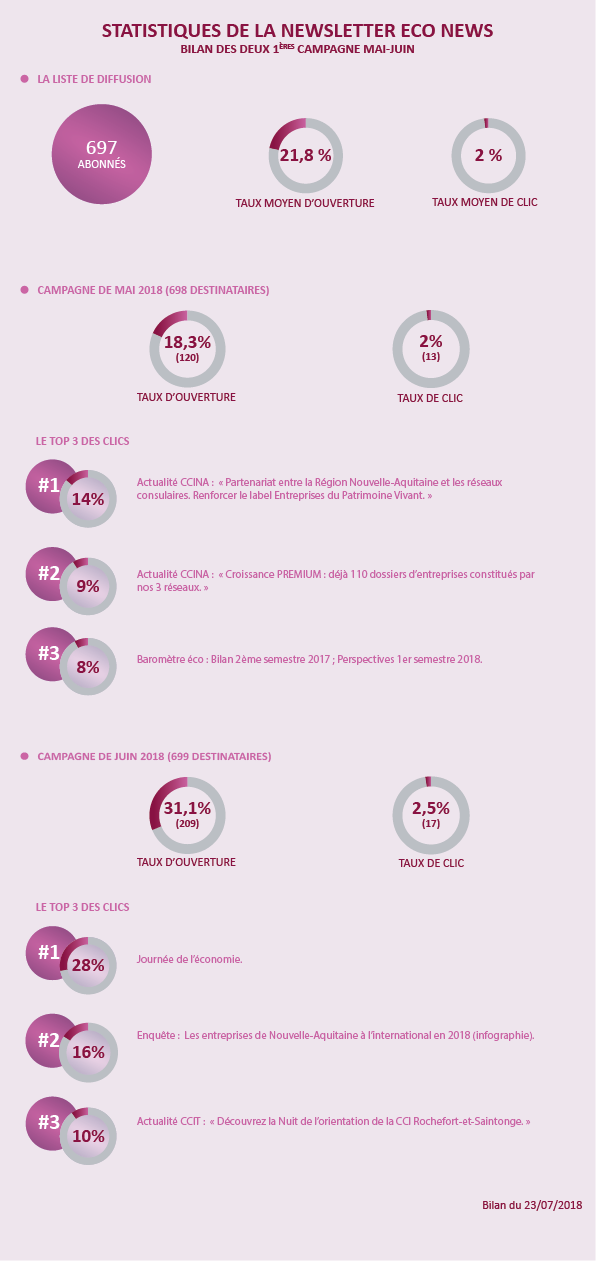 STATISTIQUES DE LA NEWSLETTER ECO NEWS
BILAN DES DEUX 1ÈRES CAMPAGNE MAI-JUIN
LA LISTE DE DIFFUSION
697
ABONNÉS
21,8 %
TAUX MOYEN D'OUVERTURE
2 %
TAUX MOYEN DE CLIC
CAMPAGNE DE MAI 2018 (698 DESTINATAIRES)
18,3%
(120)
TAUX D'OUVERTURE
2%
(13)
TAUX DE CLIC
LE TOP 3 DES CLICS
#1
14%
Actualité CCINA : « Partenariat entre la Région Nouvelle-Aquitaine et les réseaux
consulaires. Renforcer le label Entreprises du Patrimoine Vivant. »
#2
9%
Actualité CCINA : « Croissance PREMIUM : déjà 110 dossiers d'entreprises constitués par
nos 3 réseaux. »
#3
8%
Baromètre éco : Bilan 2ème semestre 2017 ; Perspectives 1er semestre 2018.
CAMPAGNE DE JUIN 2018 (699 DESTINATAIRES)
31,1%
(209)
TAUX D'OUVERTURE
2,5%
(17)
TAUX DE CLIC
LE TOP 3 DES CLICS
#1
28%
Journée de l'économie.
#2
16%
Enquête : Les entreprises de Nouvelle-Aquitaine à l'international en 2018 (infographie).
#3
10%
Actualité CCIT : « Découvrez la Nuit de l'orientation de la CCI Rochefort-et-Saintonge. »
Bilan du 23/07/2018